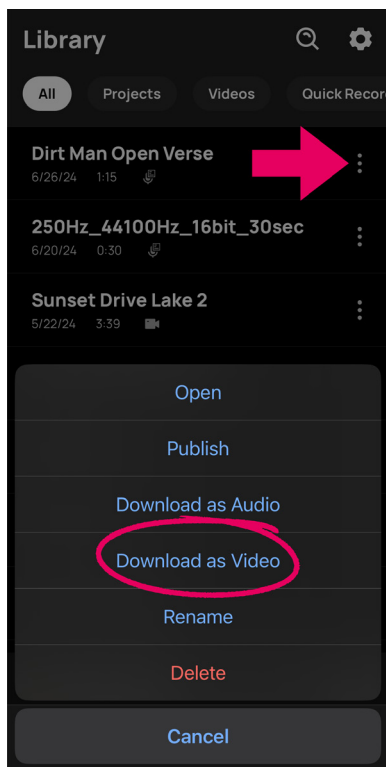 Library
All Projects Videos Quick Recor
Dirt Man Open Verse
6/26/24 1:15
250Hz_44100Hz_16bit_30sec
6/20/24 0:30
Sunset Drive Lake 2
5/22/24 3:39
Open
Publish
Download as Audio
Download as Video
Rename
Delete
Cancel